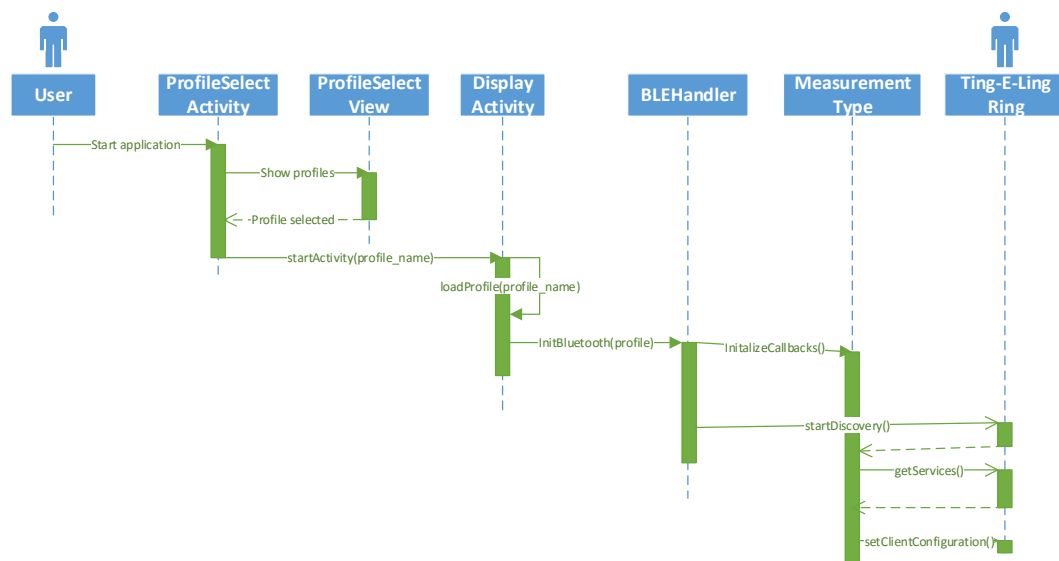 User
ProfileSelect
Activity
ProfileSelect
View
Display
Activity
BLEHandler
Measurement
Type
Ting-E-Ling
Ring
Start application
Show profiles
-Profile selected
startActivity(profile_name)
loadProfile(profile_name)
InitBluetooth(profile)
InitalizeCallbacks()
startDiscovery()
getServices()
setClientConfiguration()